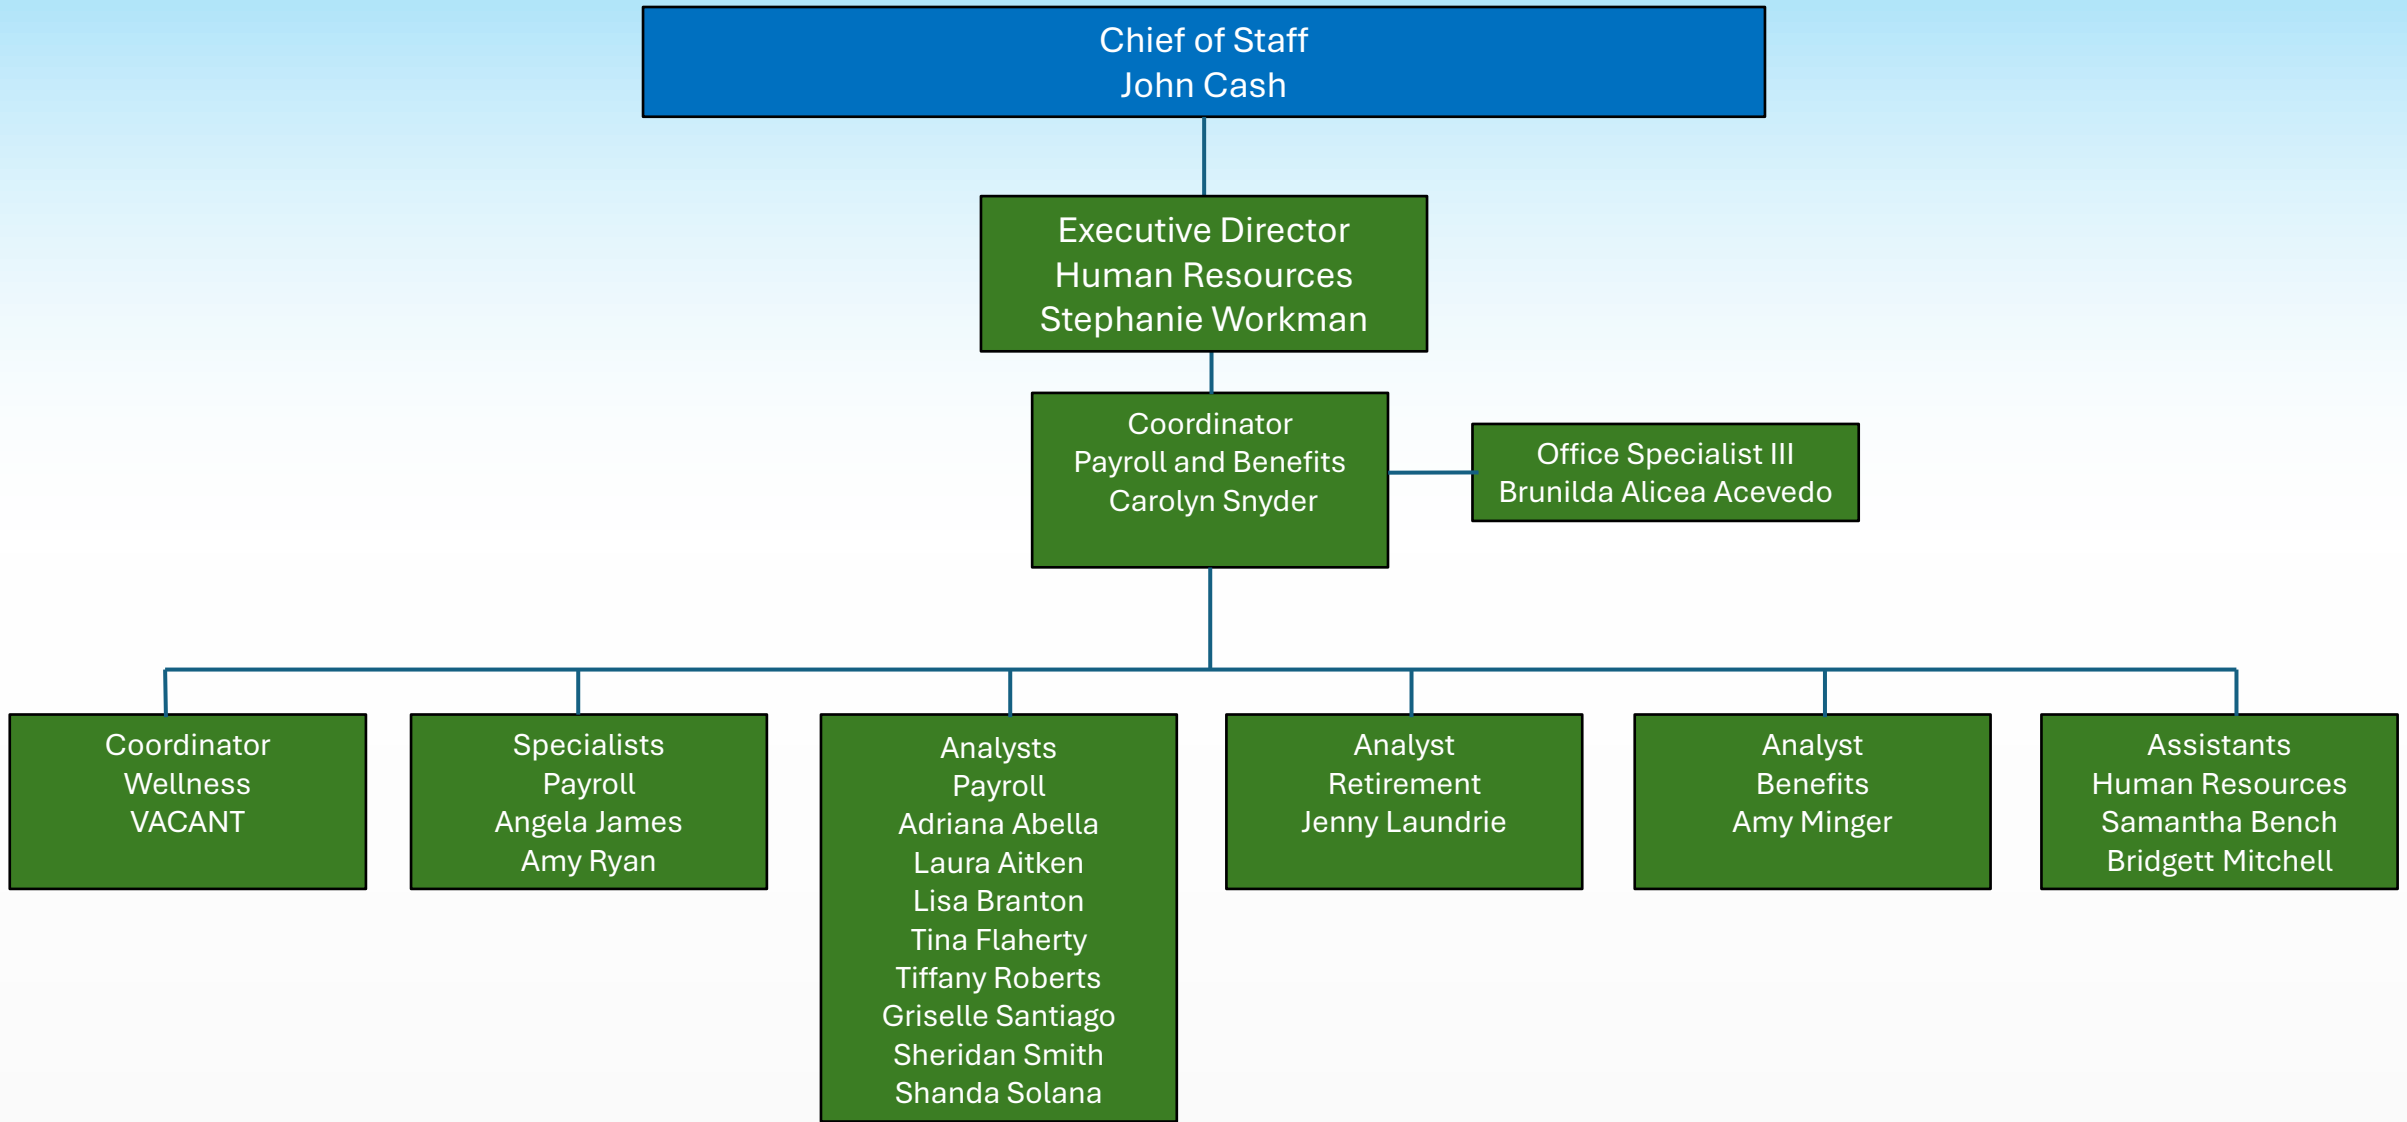 Chief of Staff
John Cash
Executive Director
Human Resources
Stephanie Workman
Coordinator
Payroll and Benefits
Carolyn Snyder
Office Specialist III
Brunilda Alicea Acevedo
Coordinator
Wellness
VACANT
Specialists
Payroll
Angela James
Amy Ryan
Analysts
Payroll
Adriana Abella
Laura Aitken
Lisa Branton
Tina Flaherty
Tiffany Roberts
Griselle Santiago
Sheridan Smith
Shanda Solana
Analyst
Retirement
Jenny Laundrie
Analyst
Benefits
Amy Minger
Assistants
Human Resources
Samantha Bench
Bridgett Mitchell